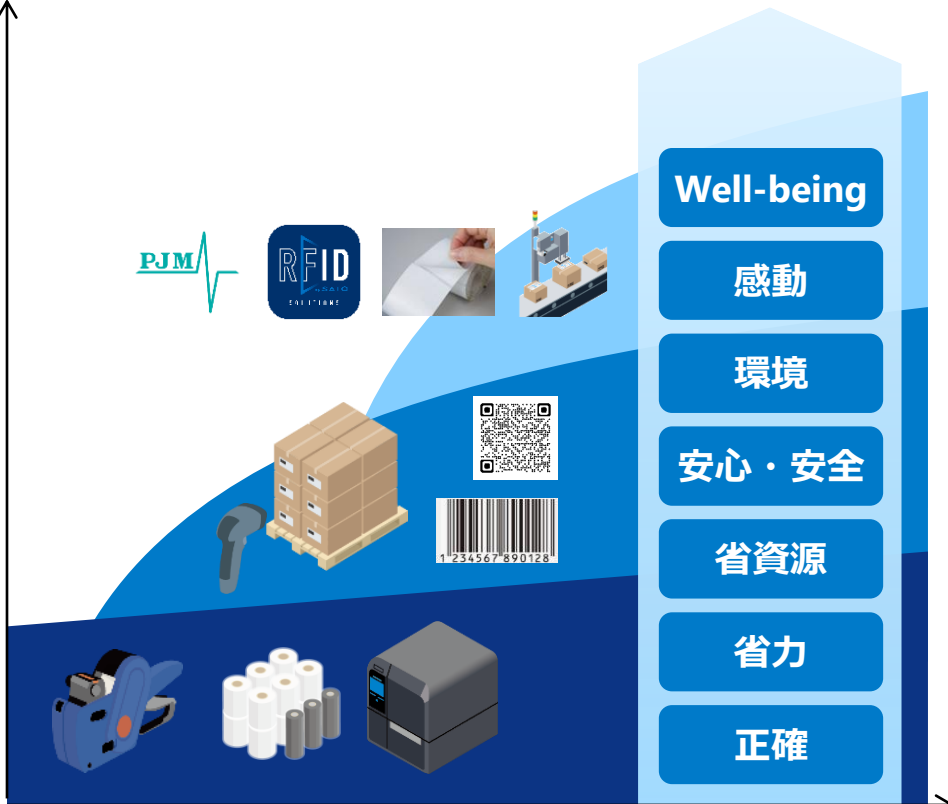 Well-being
感動
環境
安心・安全
省資源
省力
正確
PJM
RFID
SOLUTIONS
1 234567 890128